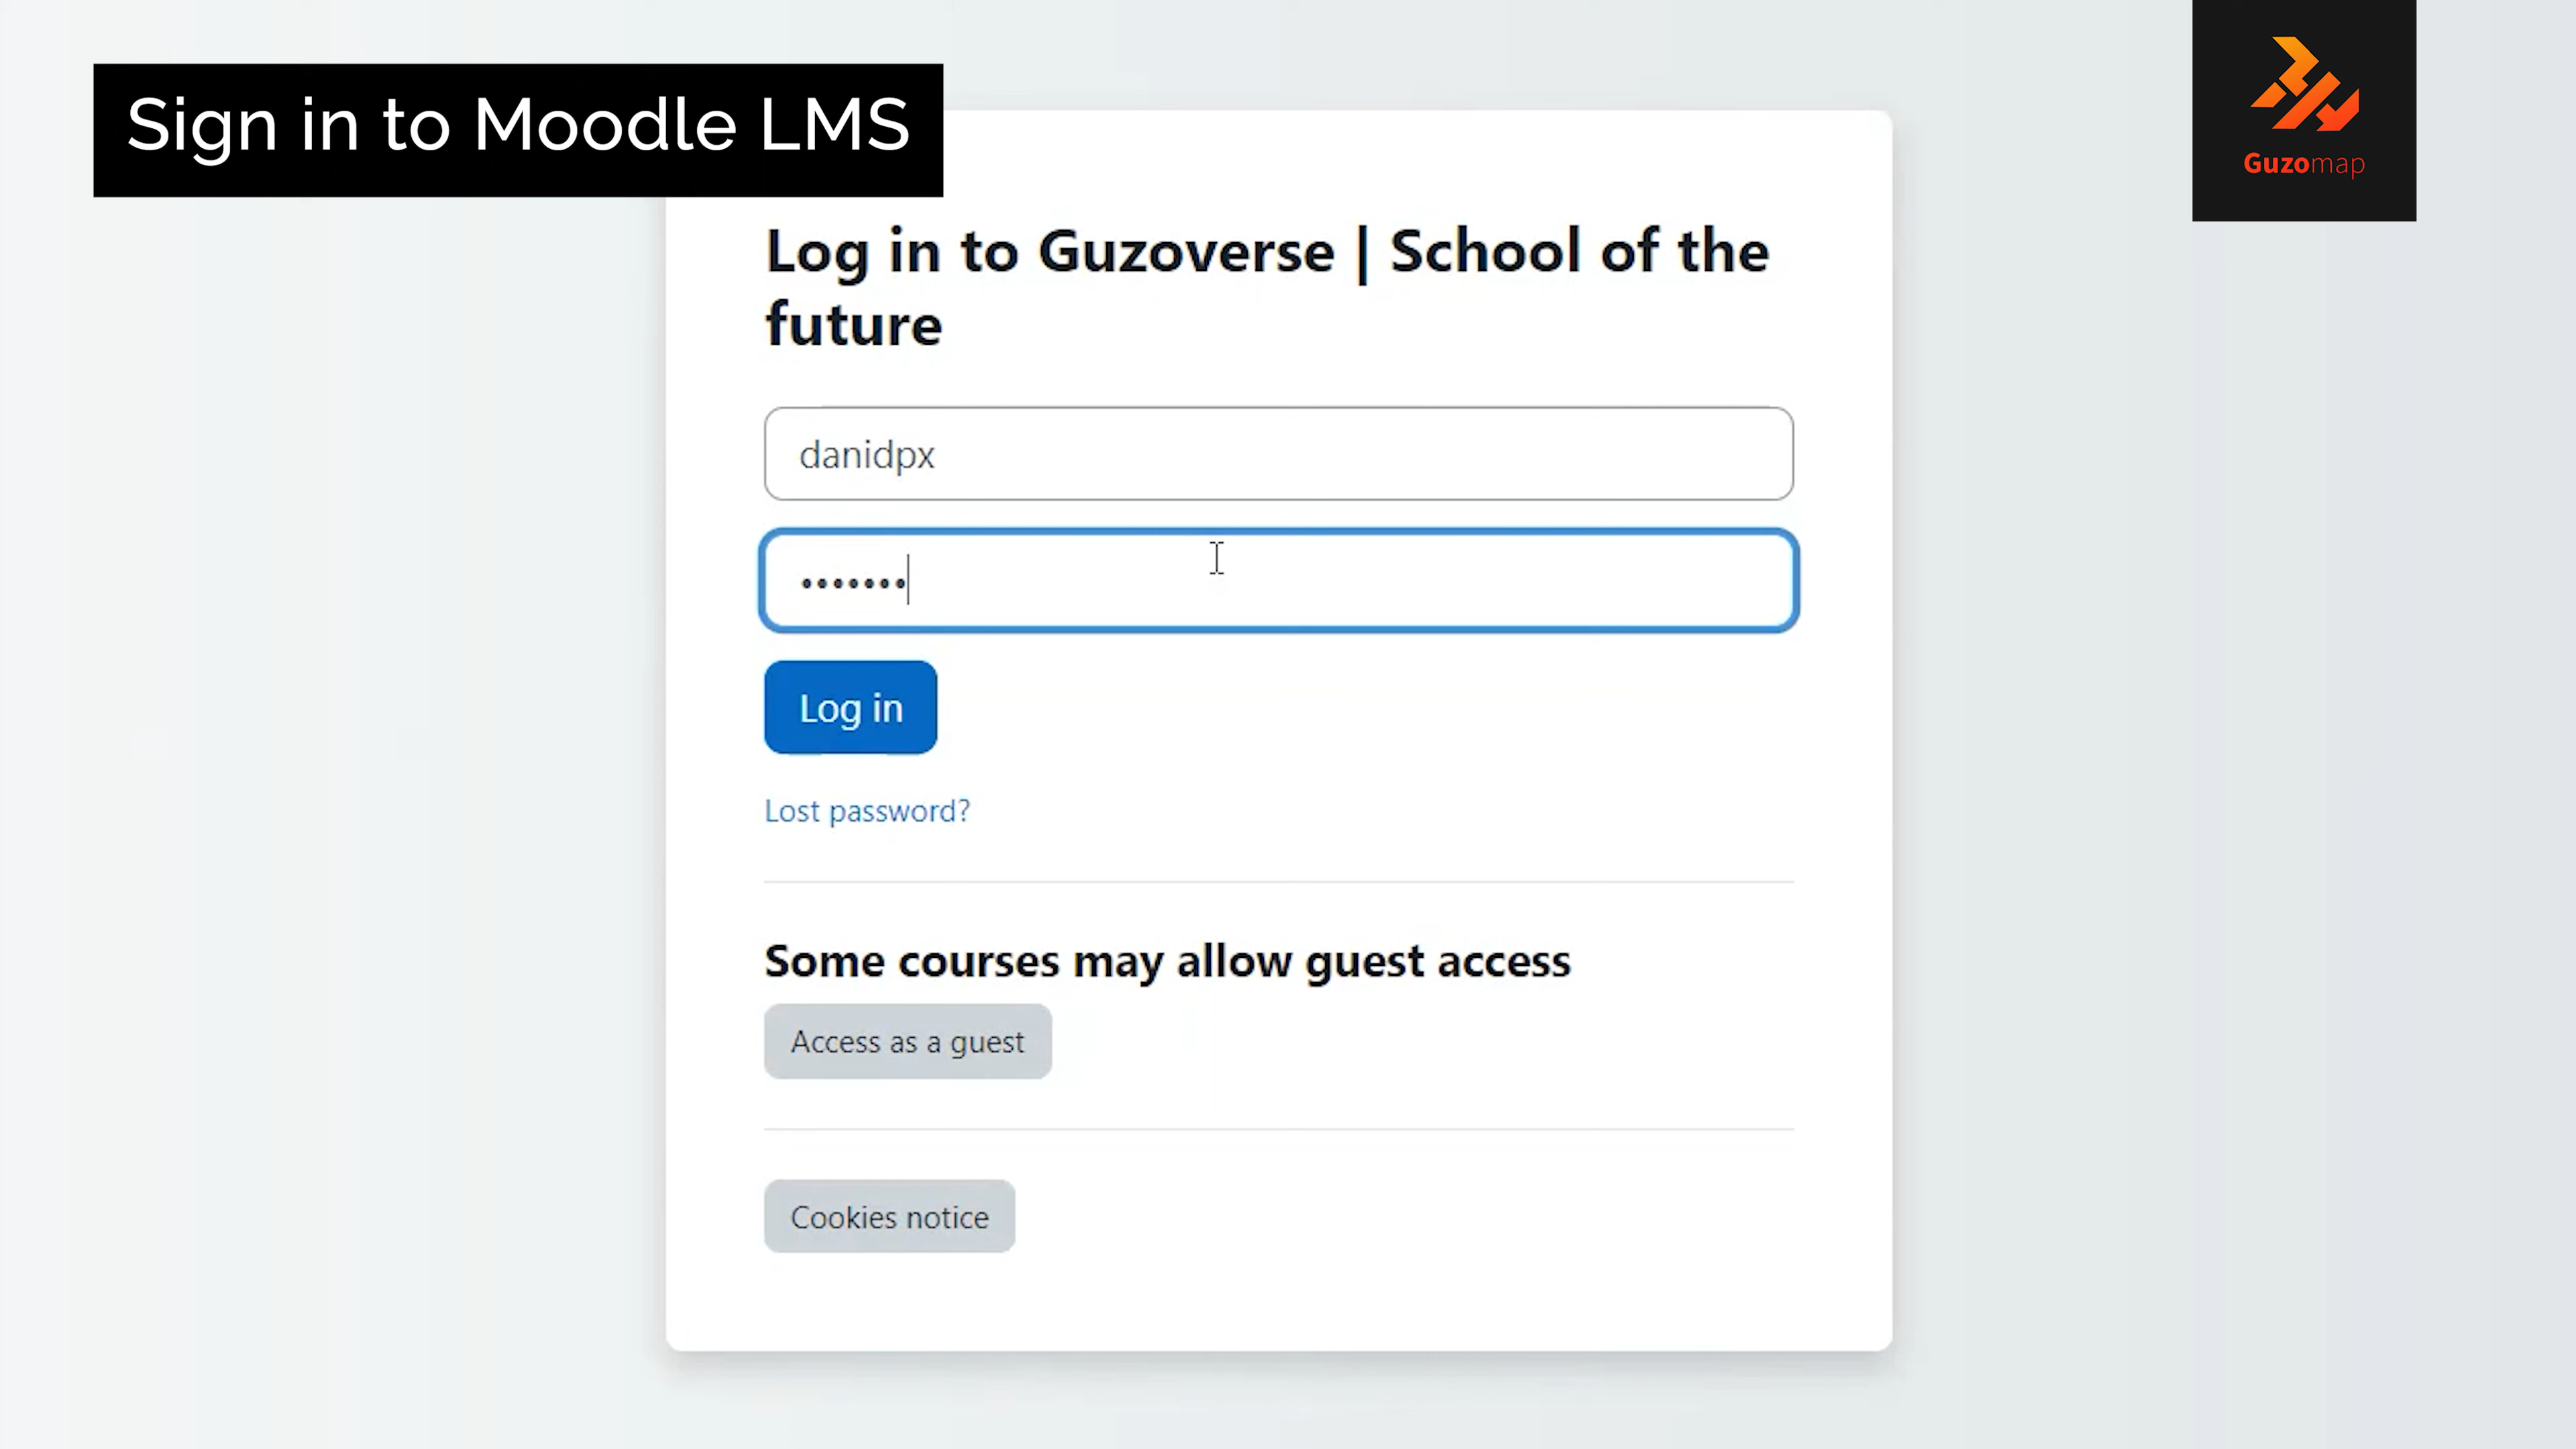 Sign in to Moodle LMS
Guzomap
Log in to Guzoverse | School of the
future
danidpx
•••••••
Log in
Lost password?
Some courses may allow guest access
Access as a guest
Cookies notice